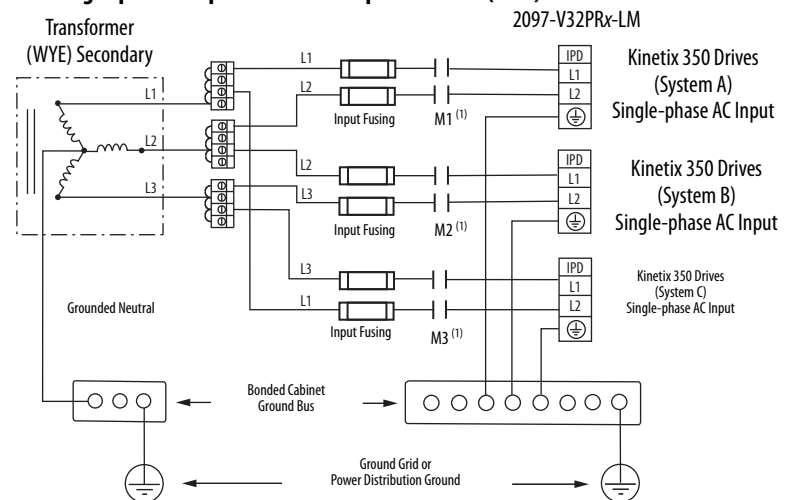 2097-V32PRx-LM
Transformer
(WYE) Secondary
L1
L2
L3
L1
L2
Input Fusing
M1 (1)
IPD
L1
L2
Kinetix 350 Drives
(System A)
Single-phase AC Input
L2
L3
Input Fusing
M2 (1)
IPD
L1
L2
Kinetix 350 Drives
(System B)
Single-phase AC Input
L3
L1
Input Fusing
M3 (1)
IPD
L1
L2
Kinetix 350 Drives
(System C)
Single-phase AC Input
Grounded Neutral
Bonded Cabinet
Ground Bus
Ground Grid or
Power Distribution Ground